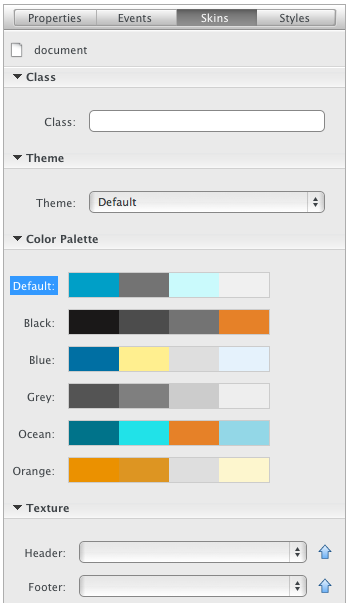 Properties Events Skins Styles
document
Class
Class:
Theme
Theme: Default
Color Palette
Default:
Black:
Blue:
Grey:
Ocean:
Orange:
Texture
Header:
Footer: